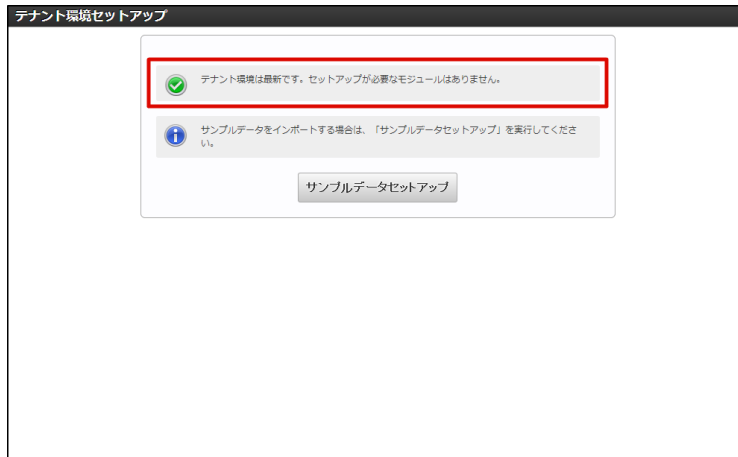 テナント環境セットアップ
テナント環境は最新です。セットアップが必要なモジュールはありません。
サンプルデータをインポートする場合は、「サンプルデータセットアップ」を実行してくださ
い。
サンプルデータセットアップ